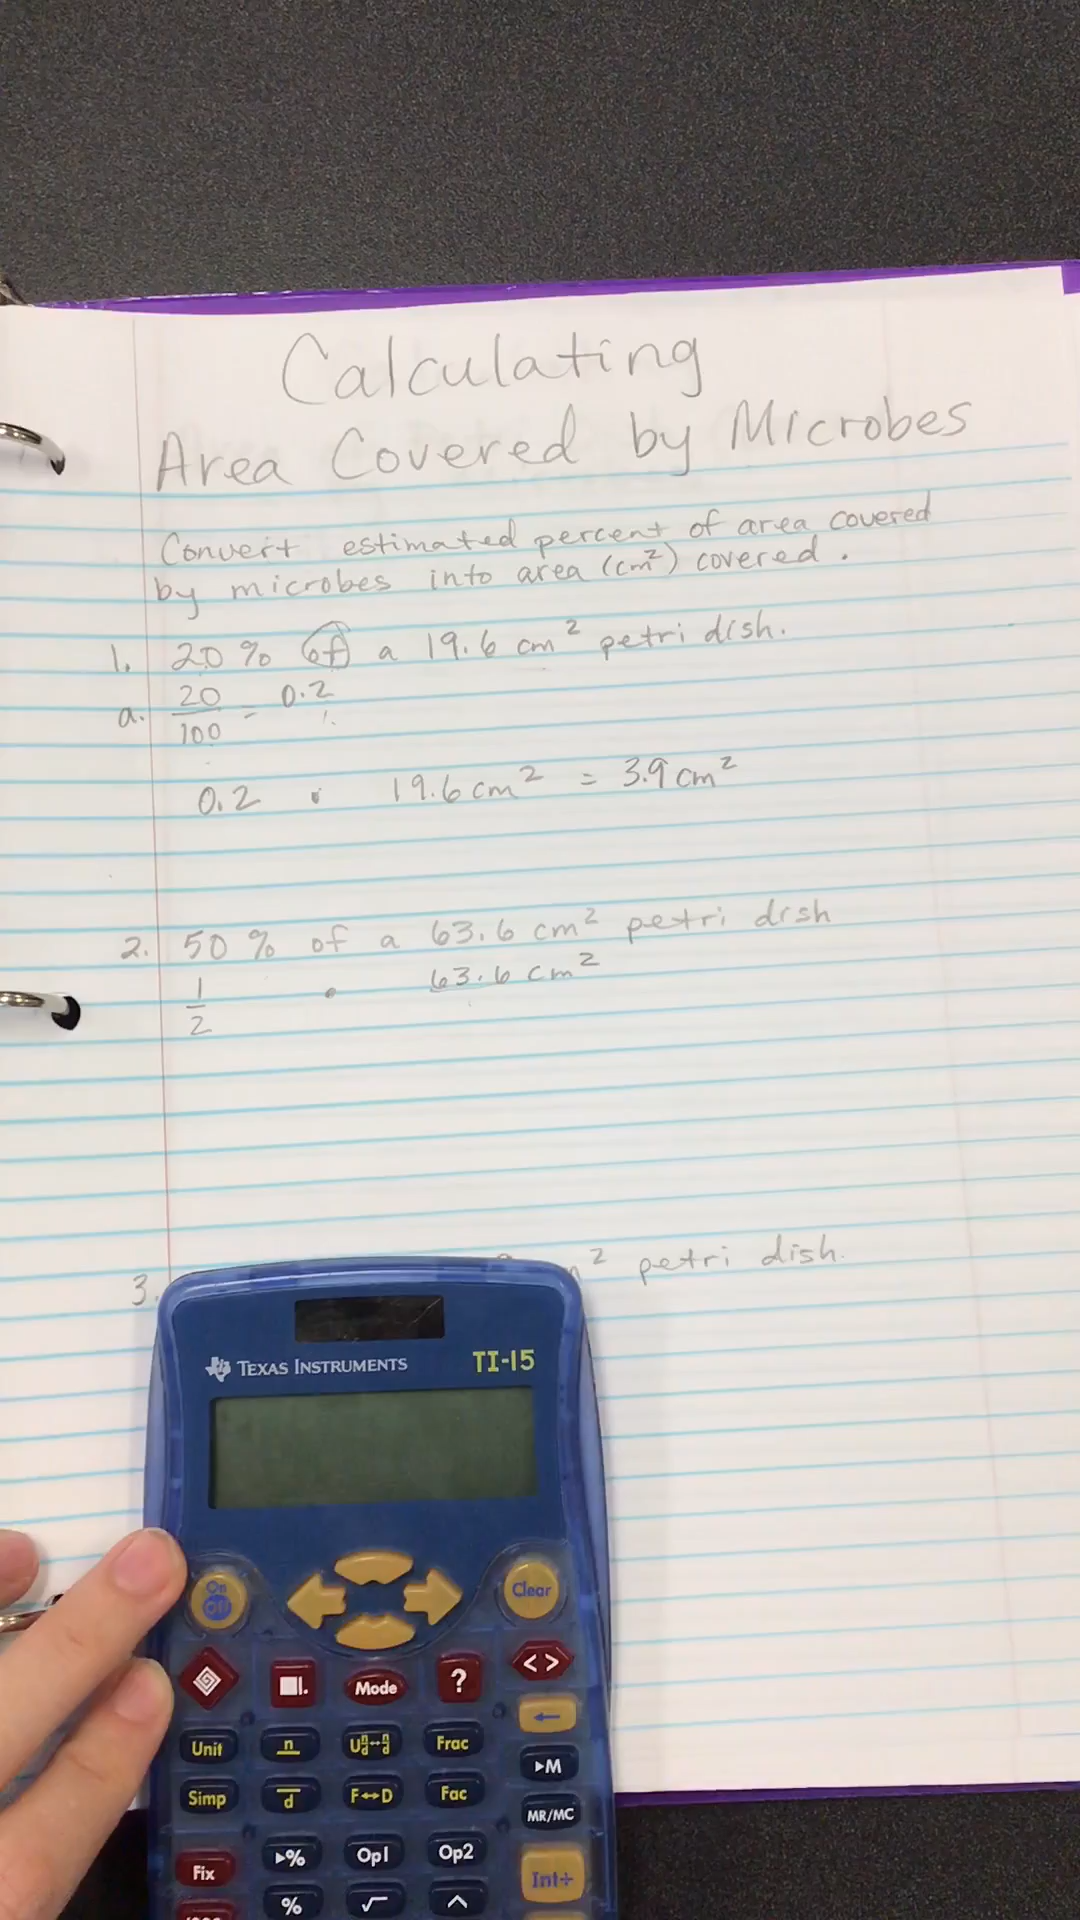 Calculating
Area Covered by Microbes
Convert estimated percent of area covered
by microbes into area (cm²) covered.
1. 20% of a 19.6 cm² petri dish.
a. 20/100 = 0.2
0.2 · 19.6 cm² = 3.9 cm²
2. 50% of a 63.6 cm² petri dish
1/2 · 63.6 cm²
3. ² petri dish.
TEXAS INSTRUMENTS TI-15
On
Off
Clear
Mode ? < >
Unit n U n/d↔n/d Frac
▸M
Simp d F↔D Fac
MR/MC
Fix ▸% Op1 Op2
Int÷
% √ ^